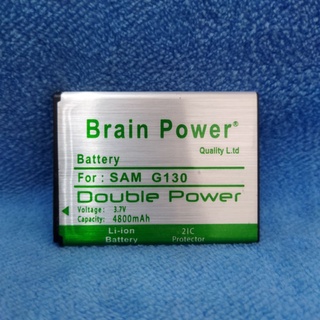 Brain Power®
Quality L.td
Battery
For : SAM G130
Double Power
Voltage: 3.7V
Capacity: 4800mAh
Li-ion Battery
2IC Protector